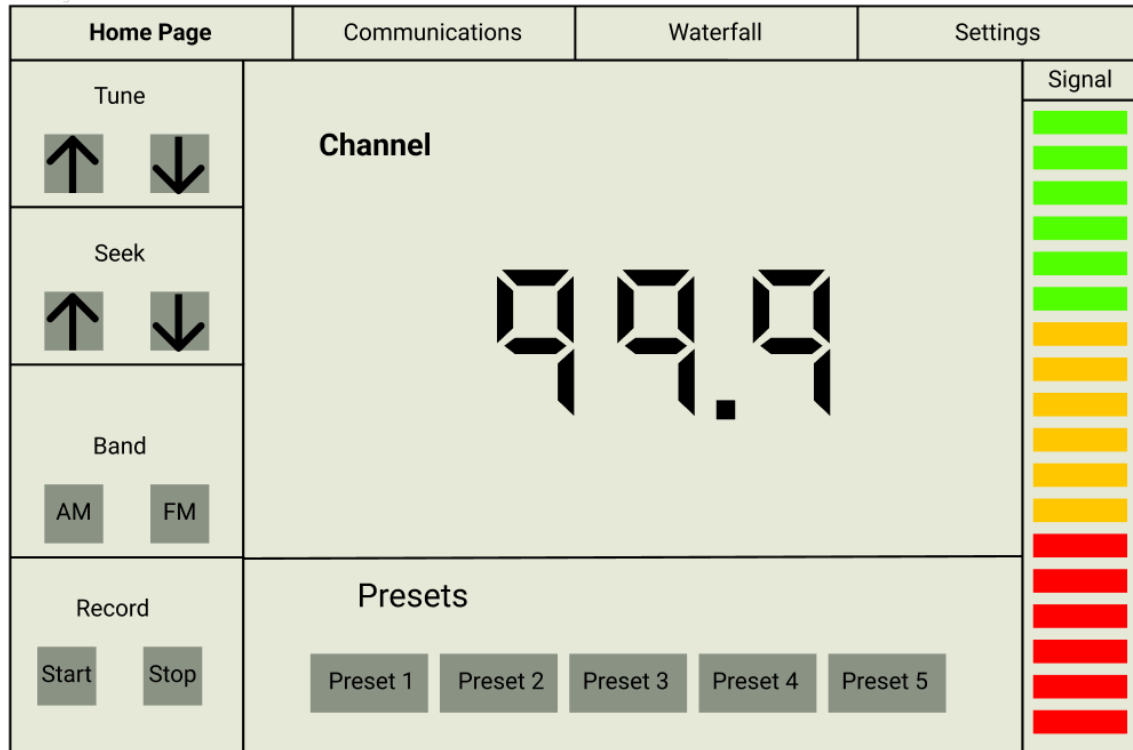 Home Page
Communications
Waterfall
Settings
Tune
Signal
Channel
Seek
99.9
Band
AM
FM
Record
Start
Stop
Presets
Preset 1
Preset 2
Preset 3
Preset 4
Preset 5